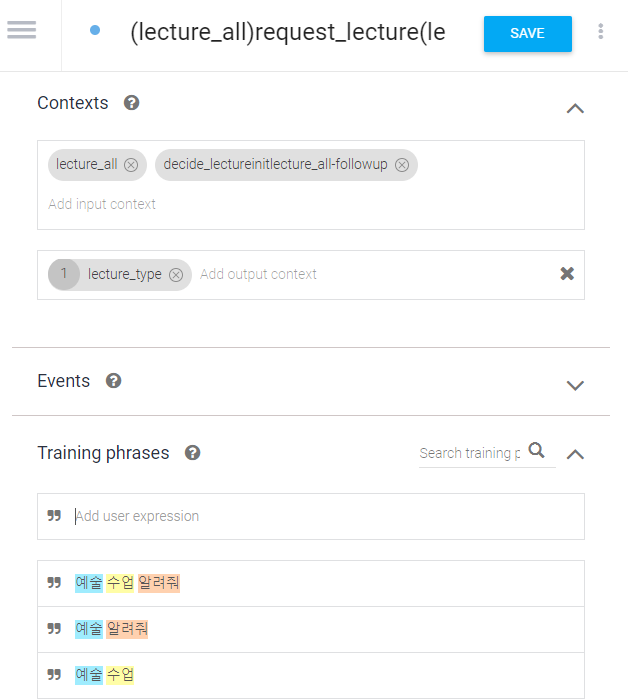 (lecture_all)request_lecture(le
SAVE
Contexts
lecture_all decide_lectureinitlecture_all-followup
Add input context
1 lecture_type Add output context
Events
Training phrases
Search training p
Add user expression
예술 수업 알려줘
예술 알려줘
예술 수업